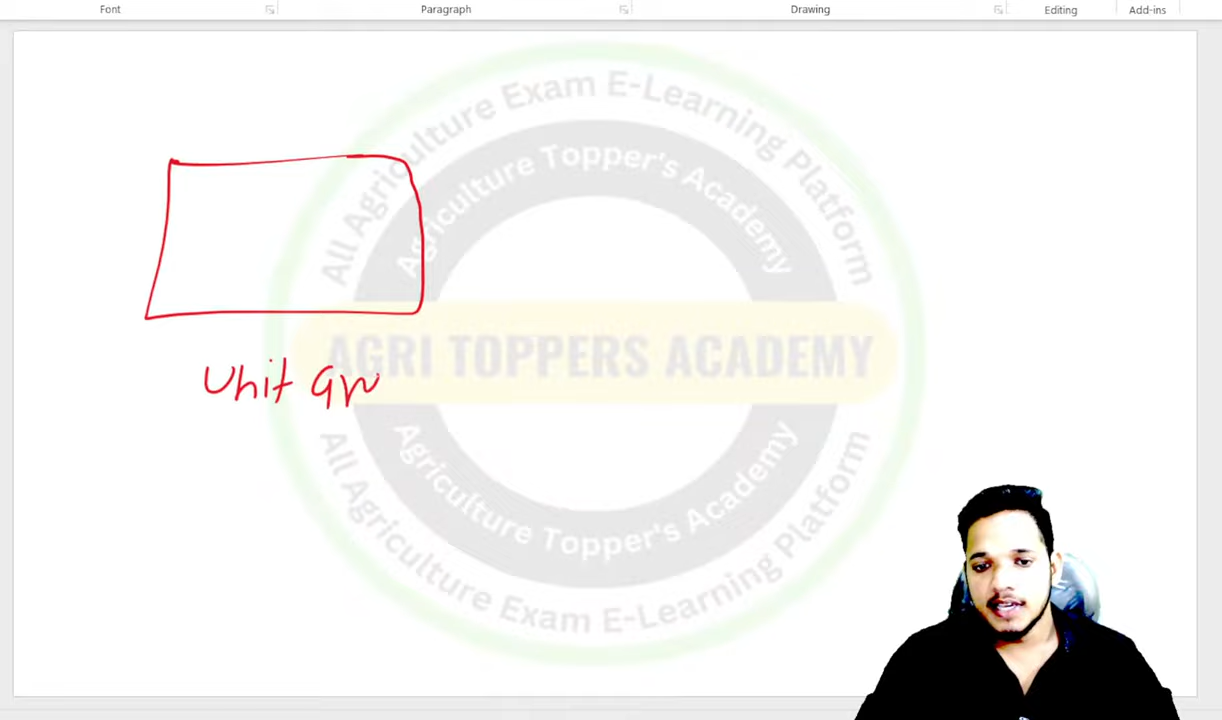 Font Paragraph Drawing Editing Add-ins
All Agriculture Exam E-Learning Platform
Agriculture Topper's Academy
AGRI TOPPERS ACADEMY
Unit
Agriculture Topper's Academy
All Agriculture Exam E-Learning Platform